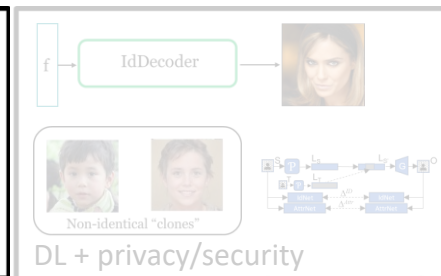 f
IdDecoder
Non-identical "clones"
S
P
T
O
G
DL + privacy/security